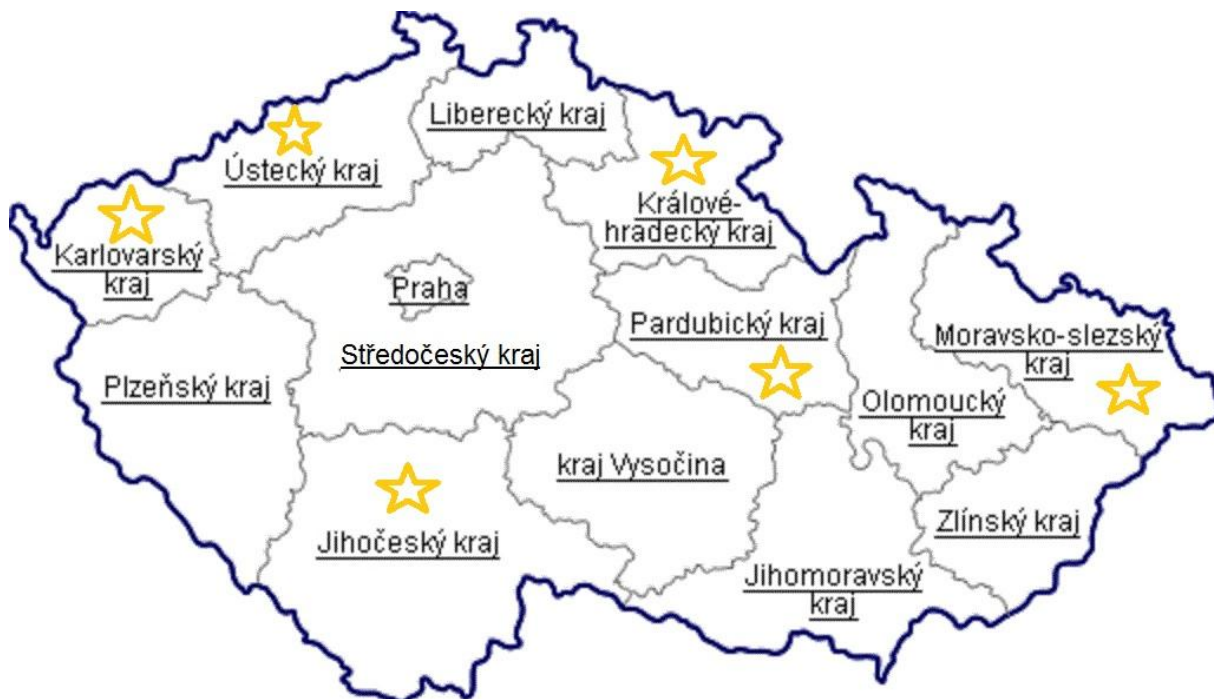 Liberecký kraj
Ústecký kraj
Králové-
hradecký kraj
Karlovarský
kraj
Praha
Pardubický kraj
Moravsko-slezský
kraj
Středočeský kraj
Plzeňský kraj
Olomoucký
kraj
kraj Vysočina
Zlínský kraj
Jihočeský kraj
Jihomoravský
kraj